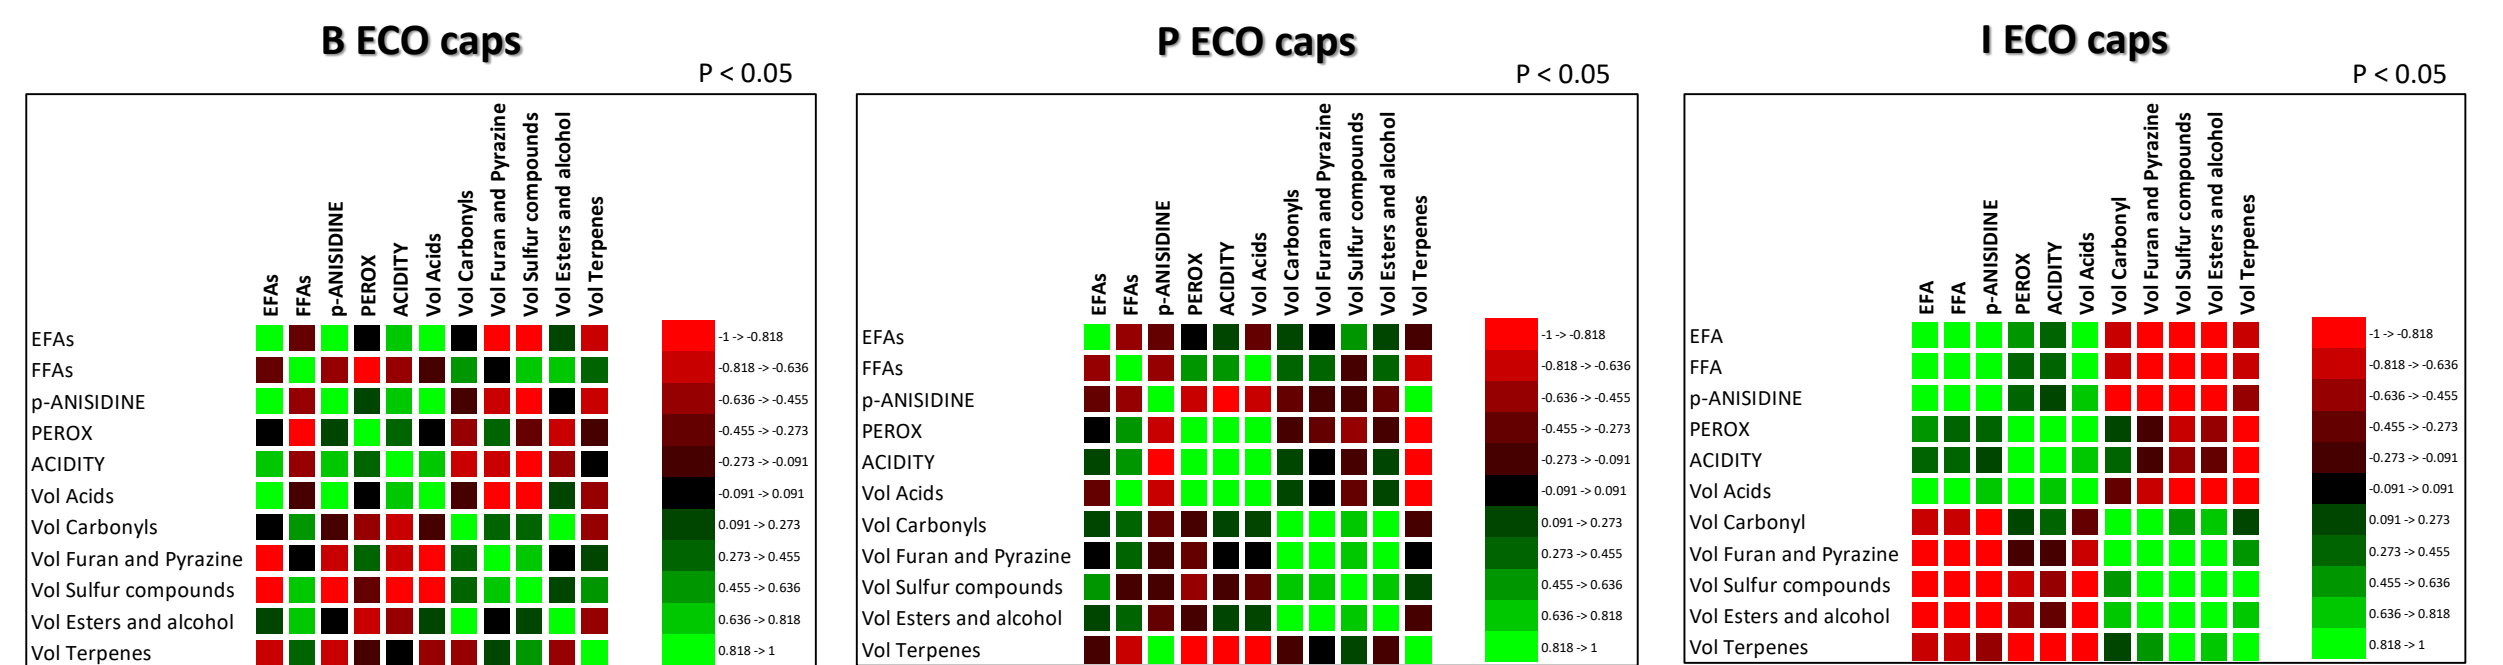 B ECO caps
P < 0.05
EFAs
FFAs
p-ANISIDINE
PEROX
ACIDITY
Vol Acids
Vol Carbonyls
Vol Furan and Pyrazine
Vol Sulfur compounds
Vol Esters and alcohol
Vol Terpenes
EFAs
FFAs
p-ANISIDINE
PEROX
ACIDITY
Vol Acids
Vol Carbonyls
Vol Furan and Pyrazine
Vol Sulfur compounds
Vol Esters and alcohol
Vol Terpenes
-1 -> -0.818
-0.818 -> -0.636
-0.636 -> -0.455
-0.455 -> -0.273
-0.273 -> -0.091
-0.091 -> 0.091
0.091 -> 0.273
0.273 -> 0.455
0.455 -> 0.636
0.636 -> 0.818
0.818 -> 1
P ECO caps
P < 0.05
EFAs
FFAs
p-ANISIDINE
PEROX
ACIDITY
Vol Acids
Vol Carbonyls
Vol Furan and Pyrazine
Vol Sulfur compounds
Vol Esters and alcohol
Vol Terpenes
EFAs
FFAs
p-ANISIDINE
PEROX
ACIDITY
Vol Acids
Vol Carbonyls
Vol Furan and Pyrazine
Vol Sulfur compounds
Vol Esters and alcohol
Vol Terpenes
-1 -> -0.818
-0.818 -> -0.636
-0.636 -> -0.455
-0.455 -> -0.273
-0.273 -> -0.091
-0.091 -> 0.091
0.091 -> 0.273
0.273 -> 0.455
0.455 -> 0.636
0.636 -> 0.818
0.818 -> 1
I ECO caps
P < 0.05
EFA
FFA
p-ANISIDINE
PEROX
ACIDITY
Vol Acids
Vol Carbonyl
Vol Furan and Pyrazine
Vol Sulfur compounds
Vol Esters and alcohol
Vol Terpenes
EFA
FFA
p-ANISIDINE
PEROX
ACIDITY
Vol Acids
Vol Carbonyl
Vol Furan and Pyrazine
Vol Sulfur compounds
Vol Esters and alcohol
Vol Terpenes
-1 -> -0.818
-0.818 -> -0.636
-0.636 -> -0.455
-0.455 -> -0.273
-0.273 -> -0.091
-0.091 -> 0.091
0.091 -> 0.273
0.273 -> 0.455
0.455 -> 0.636
0.636 -> 0.818
0.818 -> 1